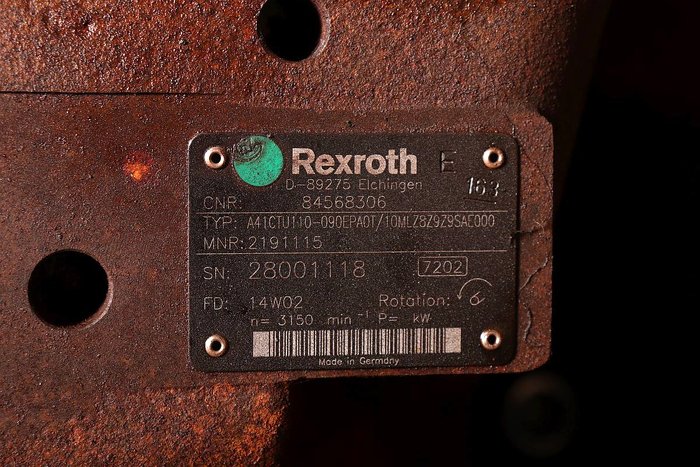 Rexroth E
D-89275 Elchingen
163
CNR: 84568306
TYP: A41CTU110-090EPA0T/10MLZ8Z9Z9SAE000
MNR: 2191115
SN: 28001118 7202
FD: 14W02 Rotation:
n= 3150 min⁻¹ P= kW
Made in Germany